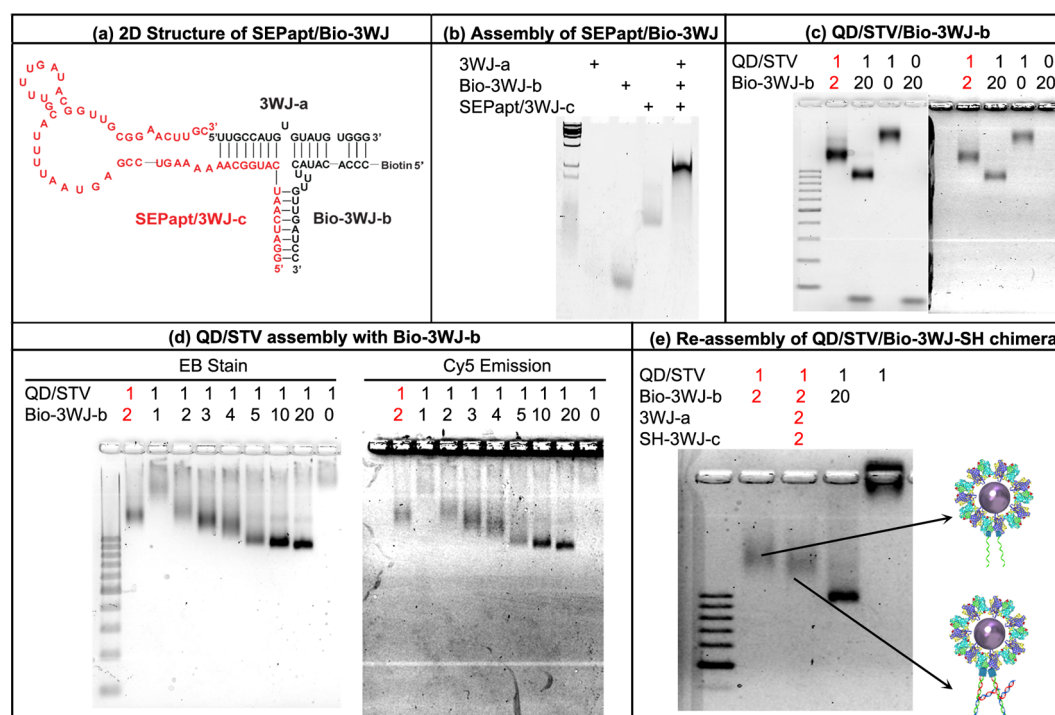 (a) 2D Structure of SEPapt/Bio-3WJ
3WJ-a
5'UUGCCAUG U GUAUG UGGG 3'
AACGGUAC CAUAC ACCC Biotin 5'
SEPapt/3WJ-c
Bio-3WJ-b
5' 3'
(b) Assembly of SEPapt/Bio-3WJ
3WJ-a + +
Bio-3WJ-b + +
SEPapt/3WJ-c + +
(c) QD/STV/Bio-3WJ-b
QD/STV 1 1 1 0 1 1 1 0
Bio-3WJ-b 2 20 0 20 2 20 0 20
(d) QD/STV assembly with Bio-3WJ-b
EB Stain Cy5 Emission
QD/STV 1 1 1 1 1 1 1 1 1 1 1 1 1 1 1 1 1 1
Bio-3WJ-b 2 1 2 3 4 5 10 20 0 2 1 2 3 4 5 10 20 0
(e) Re-assembly of QD/STV/Bio-3WJ-SH chimera
QD/STV 1 1 1 1
Bio-3WJ-b 2 2 20
3WJ-a 2
SH-3WJ-c 2